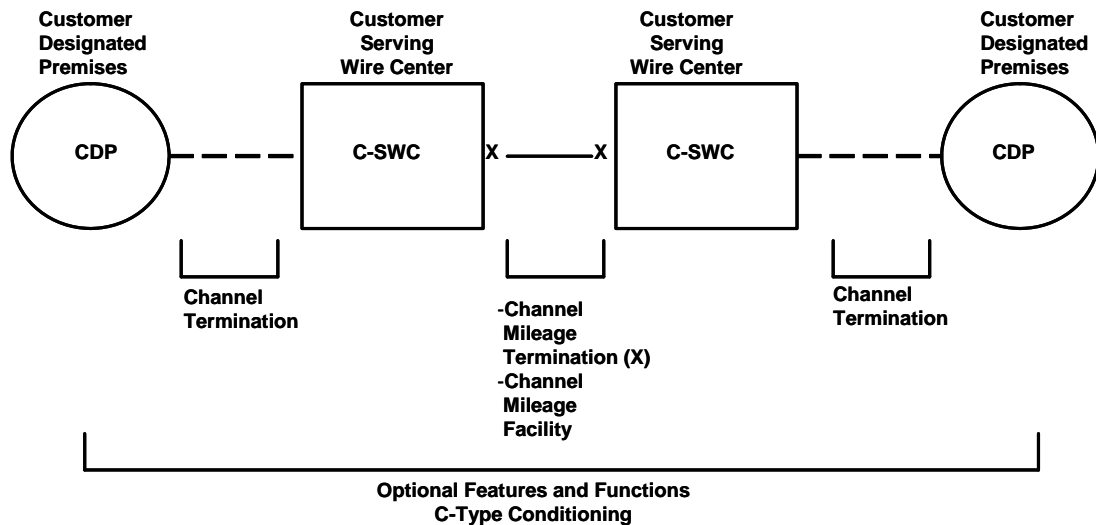 Customer
Designated
Premises
Customer
Serving
Wire Center
Customer
Serving
Wire Center
Customer
Designated
Premises
CDP
C-SWC
X
X
C-SWC
CDP
Channel
Termination
-Channel
Mileage
Termination (X)
-Channel
Mileage
Facility
Channel
Termination
Optional Features and Functions
C-Type Conditioning